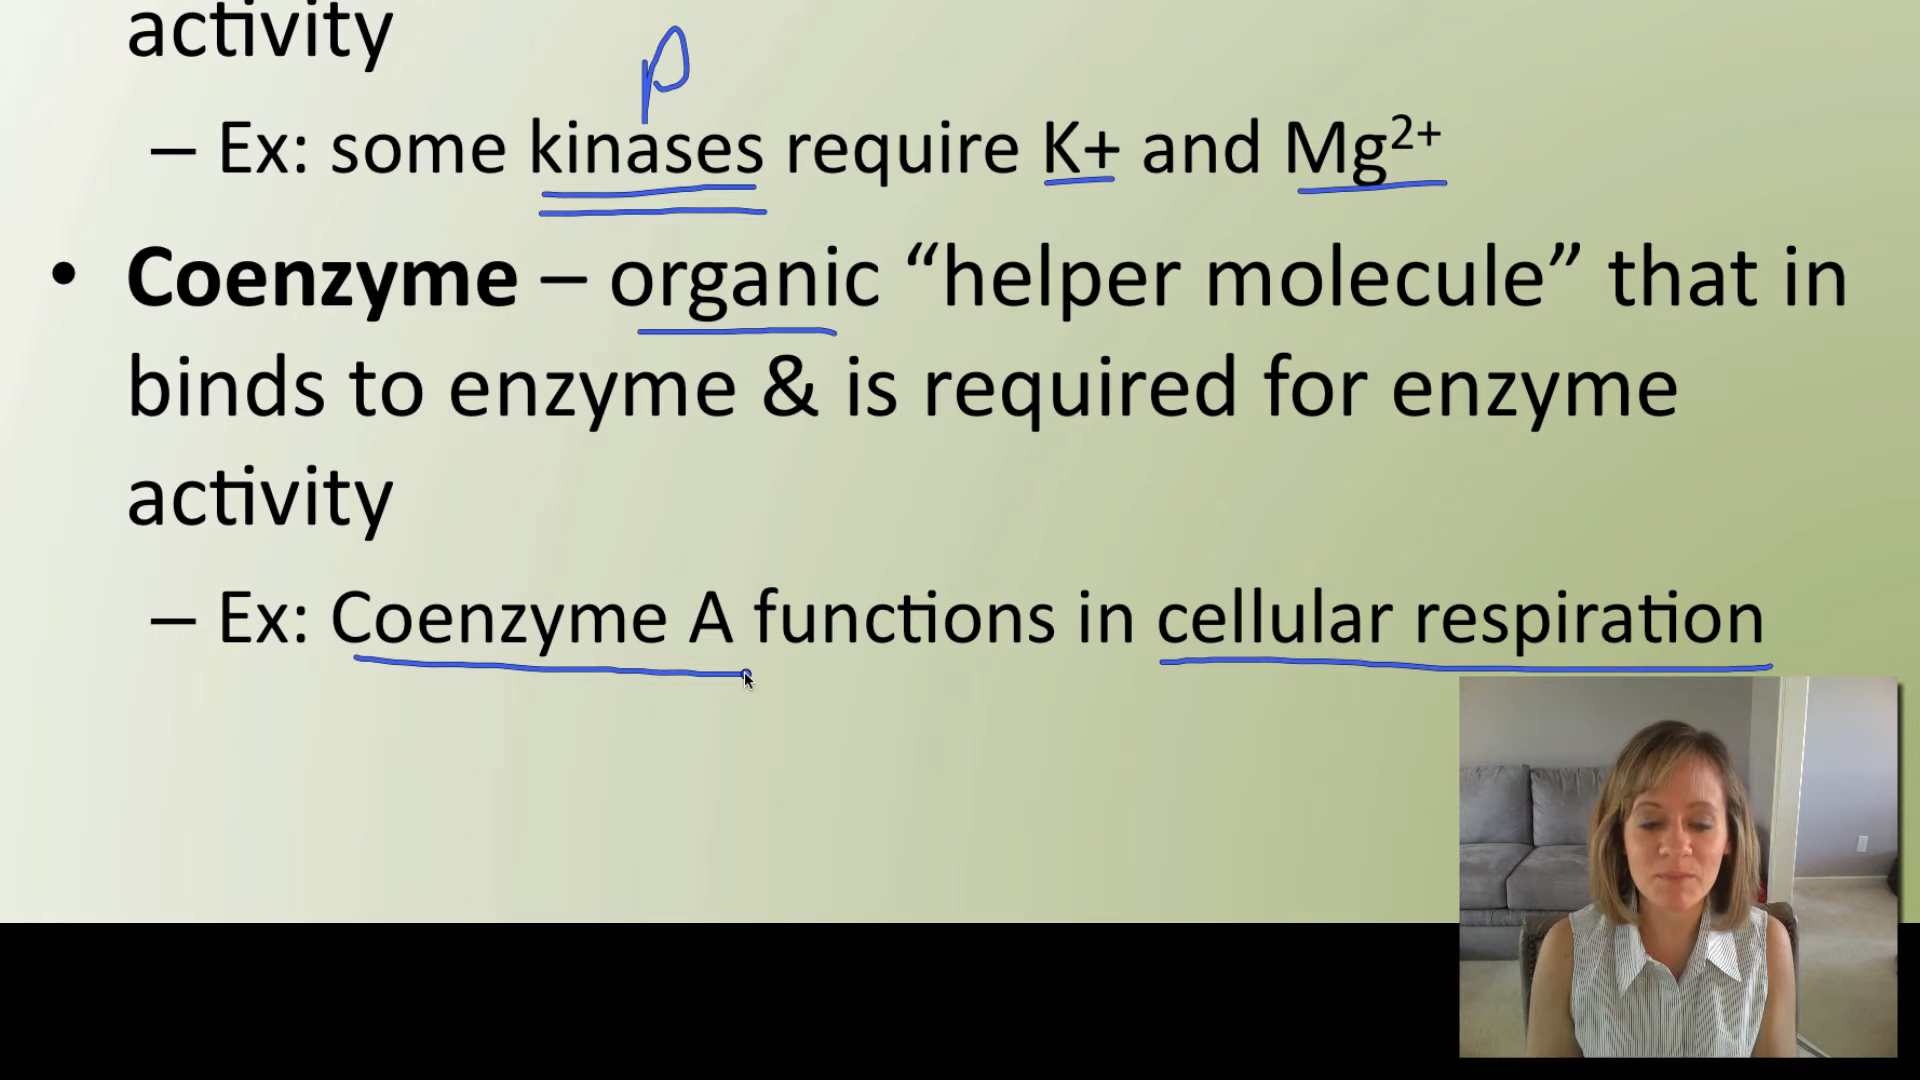 activity
p
– Ex: some kinases require K+ and Mg²⁺
• Coenzyme – organic “helper molecule” that in
binds to enzyme & is required for enzyme
activity
– Ex: Coenzyme A functions in cellular respiration